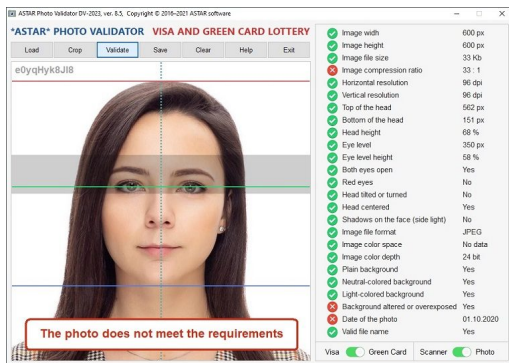 ASTAR Photo Validator DV-2023, ver. 8.5, Copyright © 2016–2021 ASTAR software
*ASTAR* PHOTO VALIDATOR VISA AND GREEN CARD LOTTERY
Load Crop Validate Save Clear Help Exit
e0yqHyk8JI8
The photo does not meet the requirements
Image widh 600 px
Image height 600 px
Image file size 33 Kb
Image compression ratio 33 : 1
Horizontal resolution 96 dpi
Vertical resolution 96 dpi
Top of the head 562 px
Bottom of the head 151 px
Head height 68 %
Eye level 350 px
Eye level height 58 %
Both eyes open Yes
Red eyes No
Head tilted or turned No
Head centered Yes
Shadows on the face (side light) No
Image file format JPEG
Image color space No data
Image color depth 24 bit
Plain background Yes
Neutral-colored background Yes
Light-colored background Yes
Background altered or overexposed Yes
Date of the photo 01.10.2020
Valid file name Yes
Visa Green Card Scanner Photo